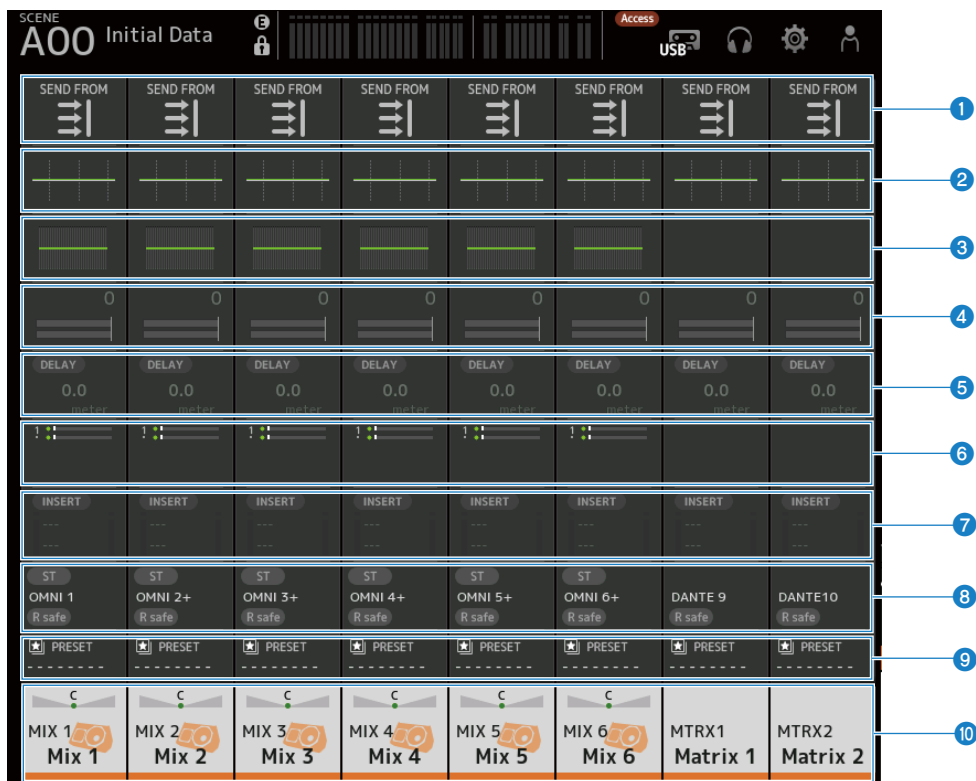 SCENE
A00 Initial Data
E
Access
USB
SEND FROM SEND FROM SEND FROM SEND FROM SEND FROM SEND FROM SEND FROM SEND FROM
1
2
3
0 0 0 0 0 0 0 0
4
DELAY DELAY DELAY DELAY DELAY DELAY DELAY DELAY
0.0 0.0 0.0 0.0 0.0 0.0 0.0 0.0
meter meter meter meter meter meter meter meter
5
1 1 1 1 1 1
6
INSERT INSERT INSERT INSERT INSERT INSERT INSERT INSERT
--- --- --- --- --- --- --- ---
--- --- --- --- --- --- --- ---
7
ST ST ST ST ST ST
OMNI 1 OMNI 2+ OMNI 3+ OMNI 4+ OMNI 5+ OMNI 6+ DANTE 9 DANTE10
R safe R safe R safe R safe R safe R safe R safe R safe
8
PRESET PRESET PRESET PRESET PRESET PRESET PRESET PRESET
-------- -------- -------- -------- -------- -------- -------- --------
9
C C C C C C
MIX 1 MIX 2 MIX 3 MIX 4 MIX 5 MIX 6 MTRX1 MTRX2
Mix 1 Mix 2 Mix 3 Mix 4 Mix 5 Mix 6 Matrix 1 Matrix 2
10